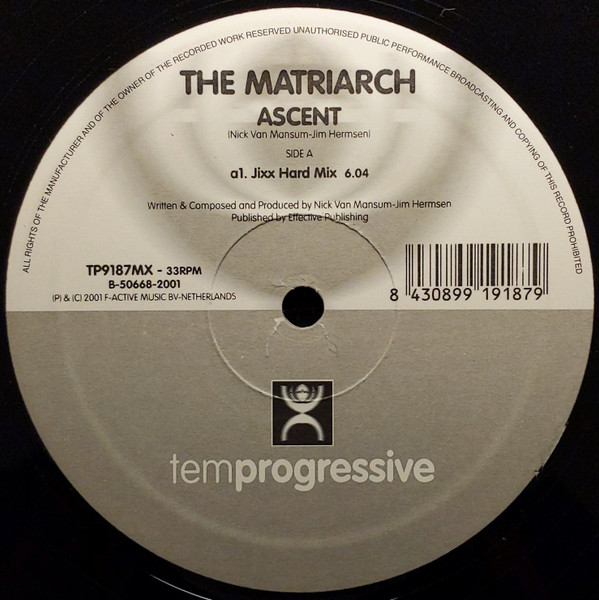 ALL RIGHTS OF THE MANUFACTURER AND OF THE OWNER OF THE RECORDED WORK RESERVED UNAUTHORISED PUBLIC PERFORMANCE BROADCASTING AND COPYING OF THIS RECORD PROHIBITED
THE MATRIARCH
ASCENT
(Nick Van Mansum-Jim Hermsen)
SIDE A
a1. Jixx Hard Mix 6.04
Written & Composed and Produced by Nick Van Mansum-Jim Hermsen
Published by Effective Publishing
TP9187MX - 33RPM
B-50668-2001
(P) & (C) 2001 F-ACTIVE MUSIC BV-NETHERLANDS
8 430899 191879
temprogressive